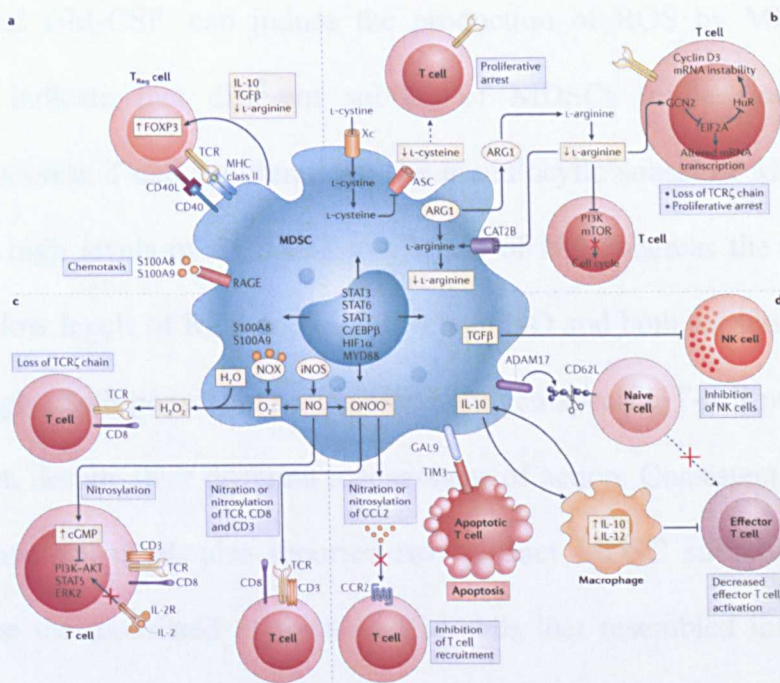 a
T Reg cell
↑ FOXP3
IL-10
TGFβ
↓ L-arginine
TCR
MHC
class II
CD40L
CD40
MDSC
Chemotaxis
S100A8
S100A9
RAGE
L-cystine
Xc
L-cystine
L-cysteine
↓ L-cysteine
ASC
T cell
Proliferative
arrest
b
ARG1
ARG1
L-arginine
↓ L-arginine
CAT2B
L-arginine
↓ L-arginine
T cell
Cyclin D3
mRNA instability
GCN2
HuR
EIF2A
Altered mRNA
transcription
• Loss of TCRζ chain
• Proliferative arrest
PI3K
mTOR
Cell cycle
T cell
STAT3
STAT6
STAT1
C/EBPβ
HIF1α
MYD88
c
Loss of TCRζ chain
T cell
TCR
CD8
H2O2
H2O
S100A8
S100A9
NOX
iNOS
O2-
NO
ONOO-
Nitrosylation
↑ cGMP
PI3K–AKT
STAT5
ERK2
CD3
TCR
CD8
IL-2R
IL-2
T cell
Nitration or
nitrosylation
of TCR, CD8
and CD3
TCR
CD8
CD3
T cell
Nitration or
nitrosylation
of CCL2
CCR2
T cell
Inhibition
of T cell
recruitment
d
TGFβ
NK cell
Inhibition
of NK cells
ADAM17
CD62L
Naive
T cell
IL-10
GAL9
TIM3
Apoptotic
T cell
Apoptosis
↑ IL-10
↓ IL-12
Macrophage
Effector
T cell
Decreased
effector T cell
activation